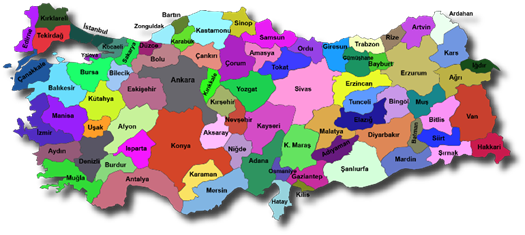 Kırklareli
Edirne
Tekirdağ
İstanbul
Kocaeli
Yalova
Sakarya
Düzce
Zonguldak
Bartın
Karabük
Kastamonu
Sinop
Samsun
Ordu
Giresun
Trabzon
Rize
Artvin
Ardahan
Çanakkale
Bursa
Bilecik
Bolu
Çankırı
Çorum
Amasya
Tokat
Gümüşhane
Bayburt
Kars
Iğdır
Balıkesir
Kütahya
Eskişehir
Ankara
Kırıkkale
Yozgat
Sivas
Erzincan
Erzurum
Ağrı
Manisa
Uşak
Afyon
Kırşehir
Nevşehir
Kayseri
Malatya
Tunceli
Elazığ
Bingöl
Muş
Bitlis
Van
İzmir
Aydın
Denizli
Burdur
Isparta
Konya
Aksaray
Niğde
Adana
K. Maraş
Adıyaman
Diyarbakır
Batman
Siirt
Şırnak
Hakkari
Muğla
Antalya
Karaman
Mersin
Osmaniye
Gaziantep
Kilis
Hatay
Şanlıurfa
Mardin